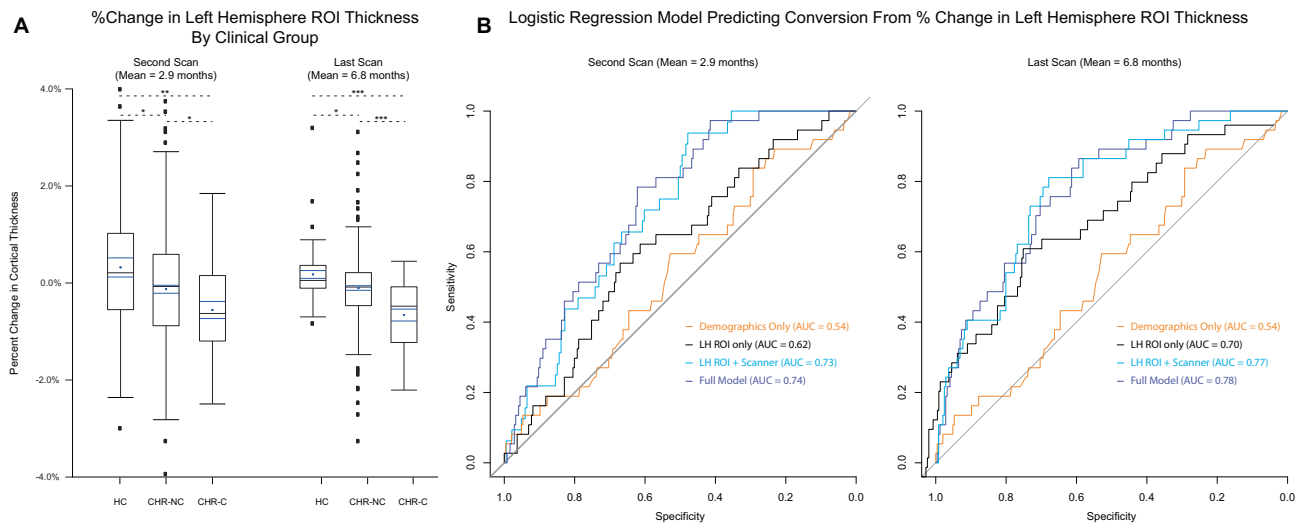 A
%Change in Left Hemisphere ROI Thickness
By Clinical Group
Second Scan
(Mean = 2.9 months)
Last Scan
(Mean = 6.8 months)
**
***
*
*
*
***
Percent Change in Cortical Thickness
4.0%
2.0%
0.0%
-2.0%
-4.0%
HC
CHR-NC
CHR-C
HC
CHR-NC
CHR-C
B
Logistic Regression Model Predicting Conversion From % Change in Left Hemisphere ROI Thickness
Second Scan (Mean = 2.9 months)
1.0
0.8
0.6
0.4
0.2
0.0
Sensitivity
Demographics Only (AUC = 0.54)
LH ROI only (AUC = 0.62)
LH ROI + Scanner (AUC = 0.73)
Full Model (AUC = 0.74)
1.0 0.8 0.6 0.4 0.2 0.0
Specificity
Last Scan (Mean = 6.8 months)
1.0
0.8
0.6
0.4
0.2
0.0
Sensitivity
Demographics Only (AUC = 0.54)
LH ROI only (AUC = 0.70)
LH ROI + Scanner (AUC = 0.77)
Full Model (AUC = 0.78)
1.0 0.8 0.6 0.4 0.2 0.0
Specificity